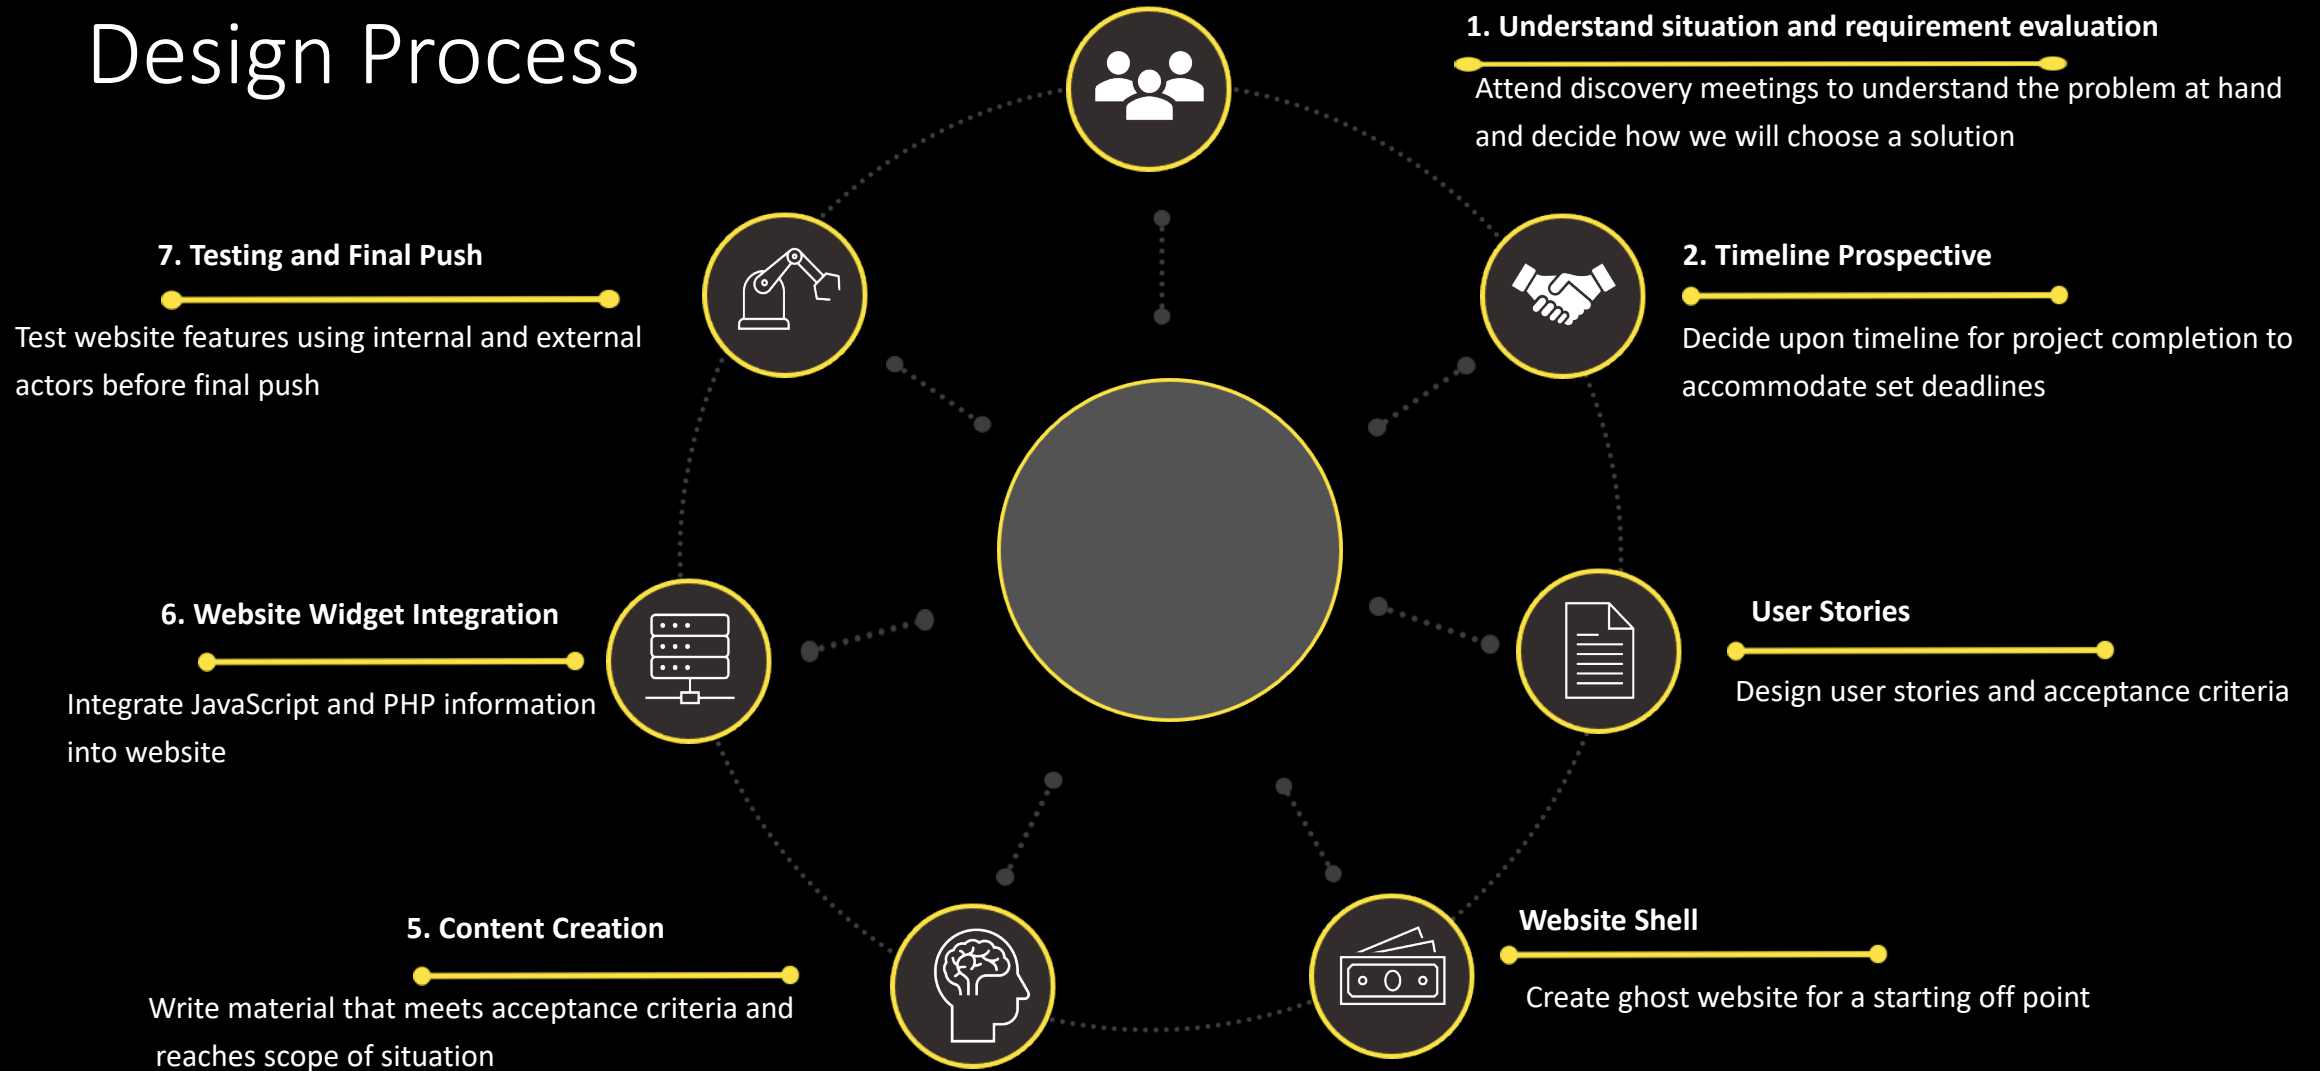 Design Process
1. Understand situation and requirement evaluation
Attend discovery meetings to understand the problem at hand
and decide how we will choose a solution
2. Timeline Prospective
Decide upon timeline for project completion to
accommodate set deadlines
User Stories
Design user stories and acceptance criteria
Website Shell
Create ghost website for a starting off point
5. Content Creation
Write material that meets acceptance criteria and
reaches scope of situation
6. Website Widget Integration
Integrate JavaScript and PHP information
into website
7. Testing and Final Push
Test website features using internal and external
actors before final push